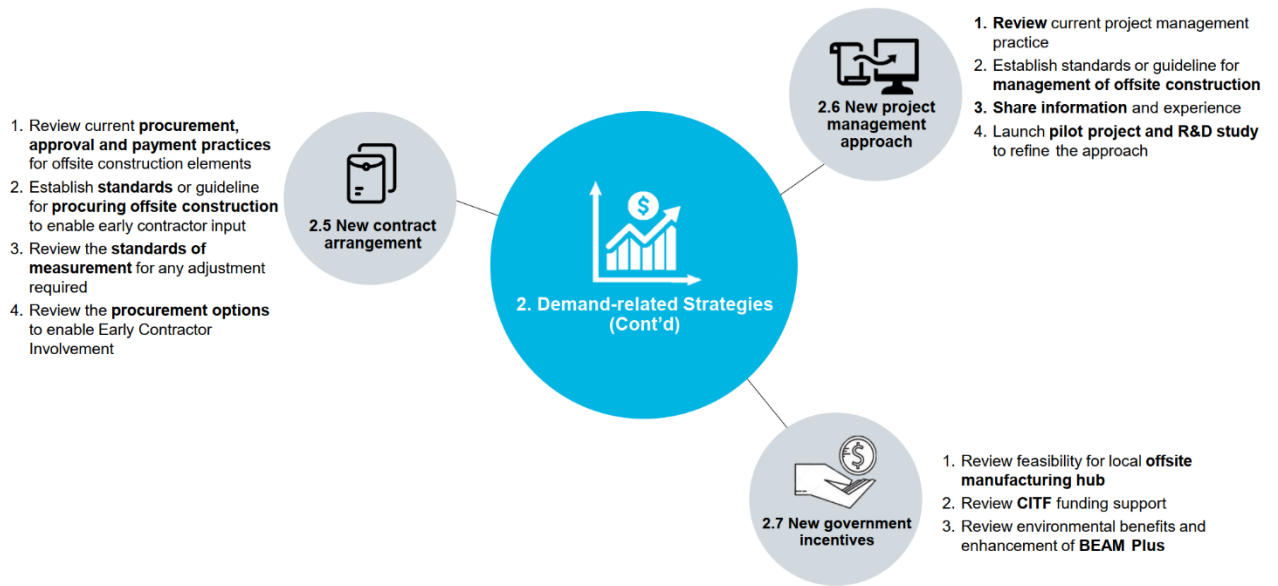 1. Review current procurement,
approval and payment practices
for offsite construction elements
2. Establish standards or guideline
for procuring offsite construction
to enable early contractor input
3. Review the standards of
measurement for any adjustment
required
4. Review the procurement options
to enable Early Contractor
Involvement
2.5 New contract
arrangement
$
2. Demand-related Strategies
(Cont'd)
2.6 New project
management
approach
1. Review current project management
practice
2. Establish standards or guideline for
management of offsite construction
3. Share information and experience
4. Launch pilot project and R&D study
to refine the approach
$
2.7 New government
incentives
1. Review feasibility for local offsite
manufacturing hub
2. Review CITF funding support
3. Review environmental benefits and
enhancement of BEAM Plus